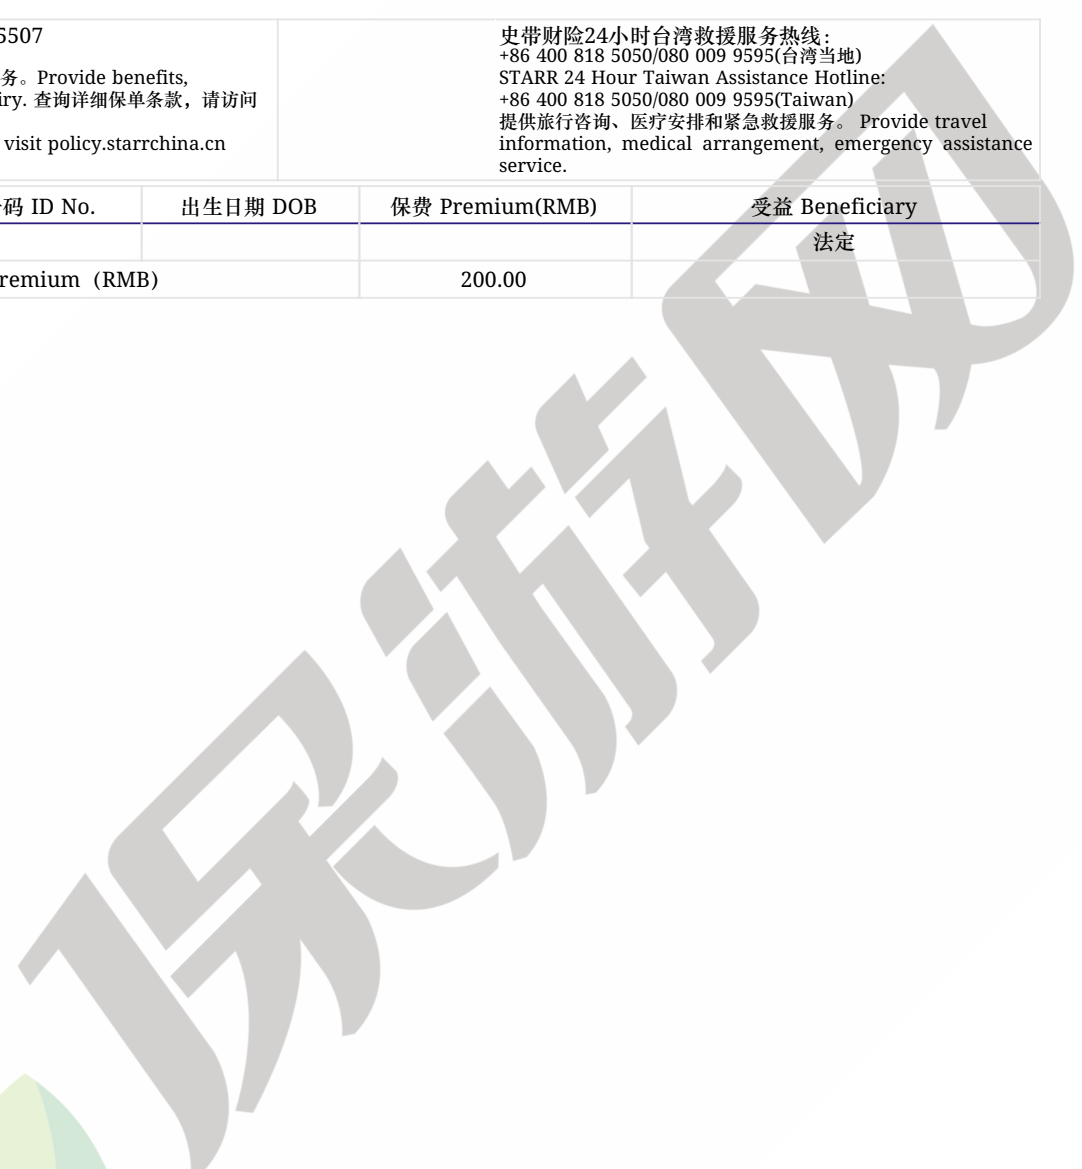 5507
务。Provide benefits,
iry. 查询详细保单条款，请访问
visit policy.starrchina.cn
史带财险24小时台湾救援服务热线：
+86 400 818 5050/080 009 9595(台湾当地)
STARR 24 Hour Taiwan Assistance Hotline:
+86 400 818 5050/080 009 9595(Taiwan)
提供旅行咨询、医疗安排和紧急救援服务。 Provide travel
information, medical arrangement, emergency assistance
service.
码 ID No. 出生日期 DOB 保费 Premium(RMB) 受益 Beneficiary
法定
remium（RMB) 200.00
保游网